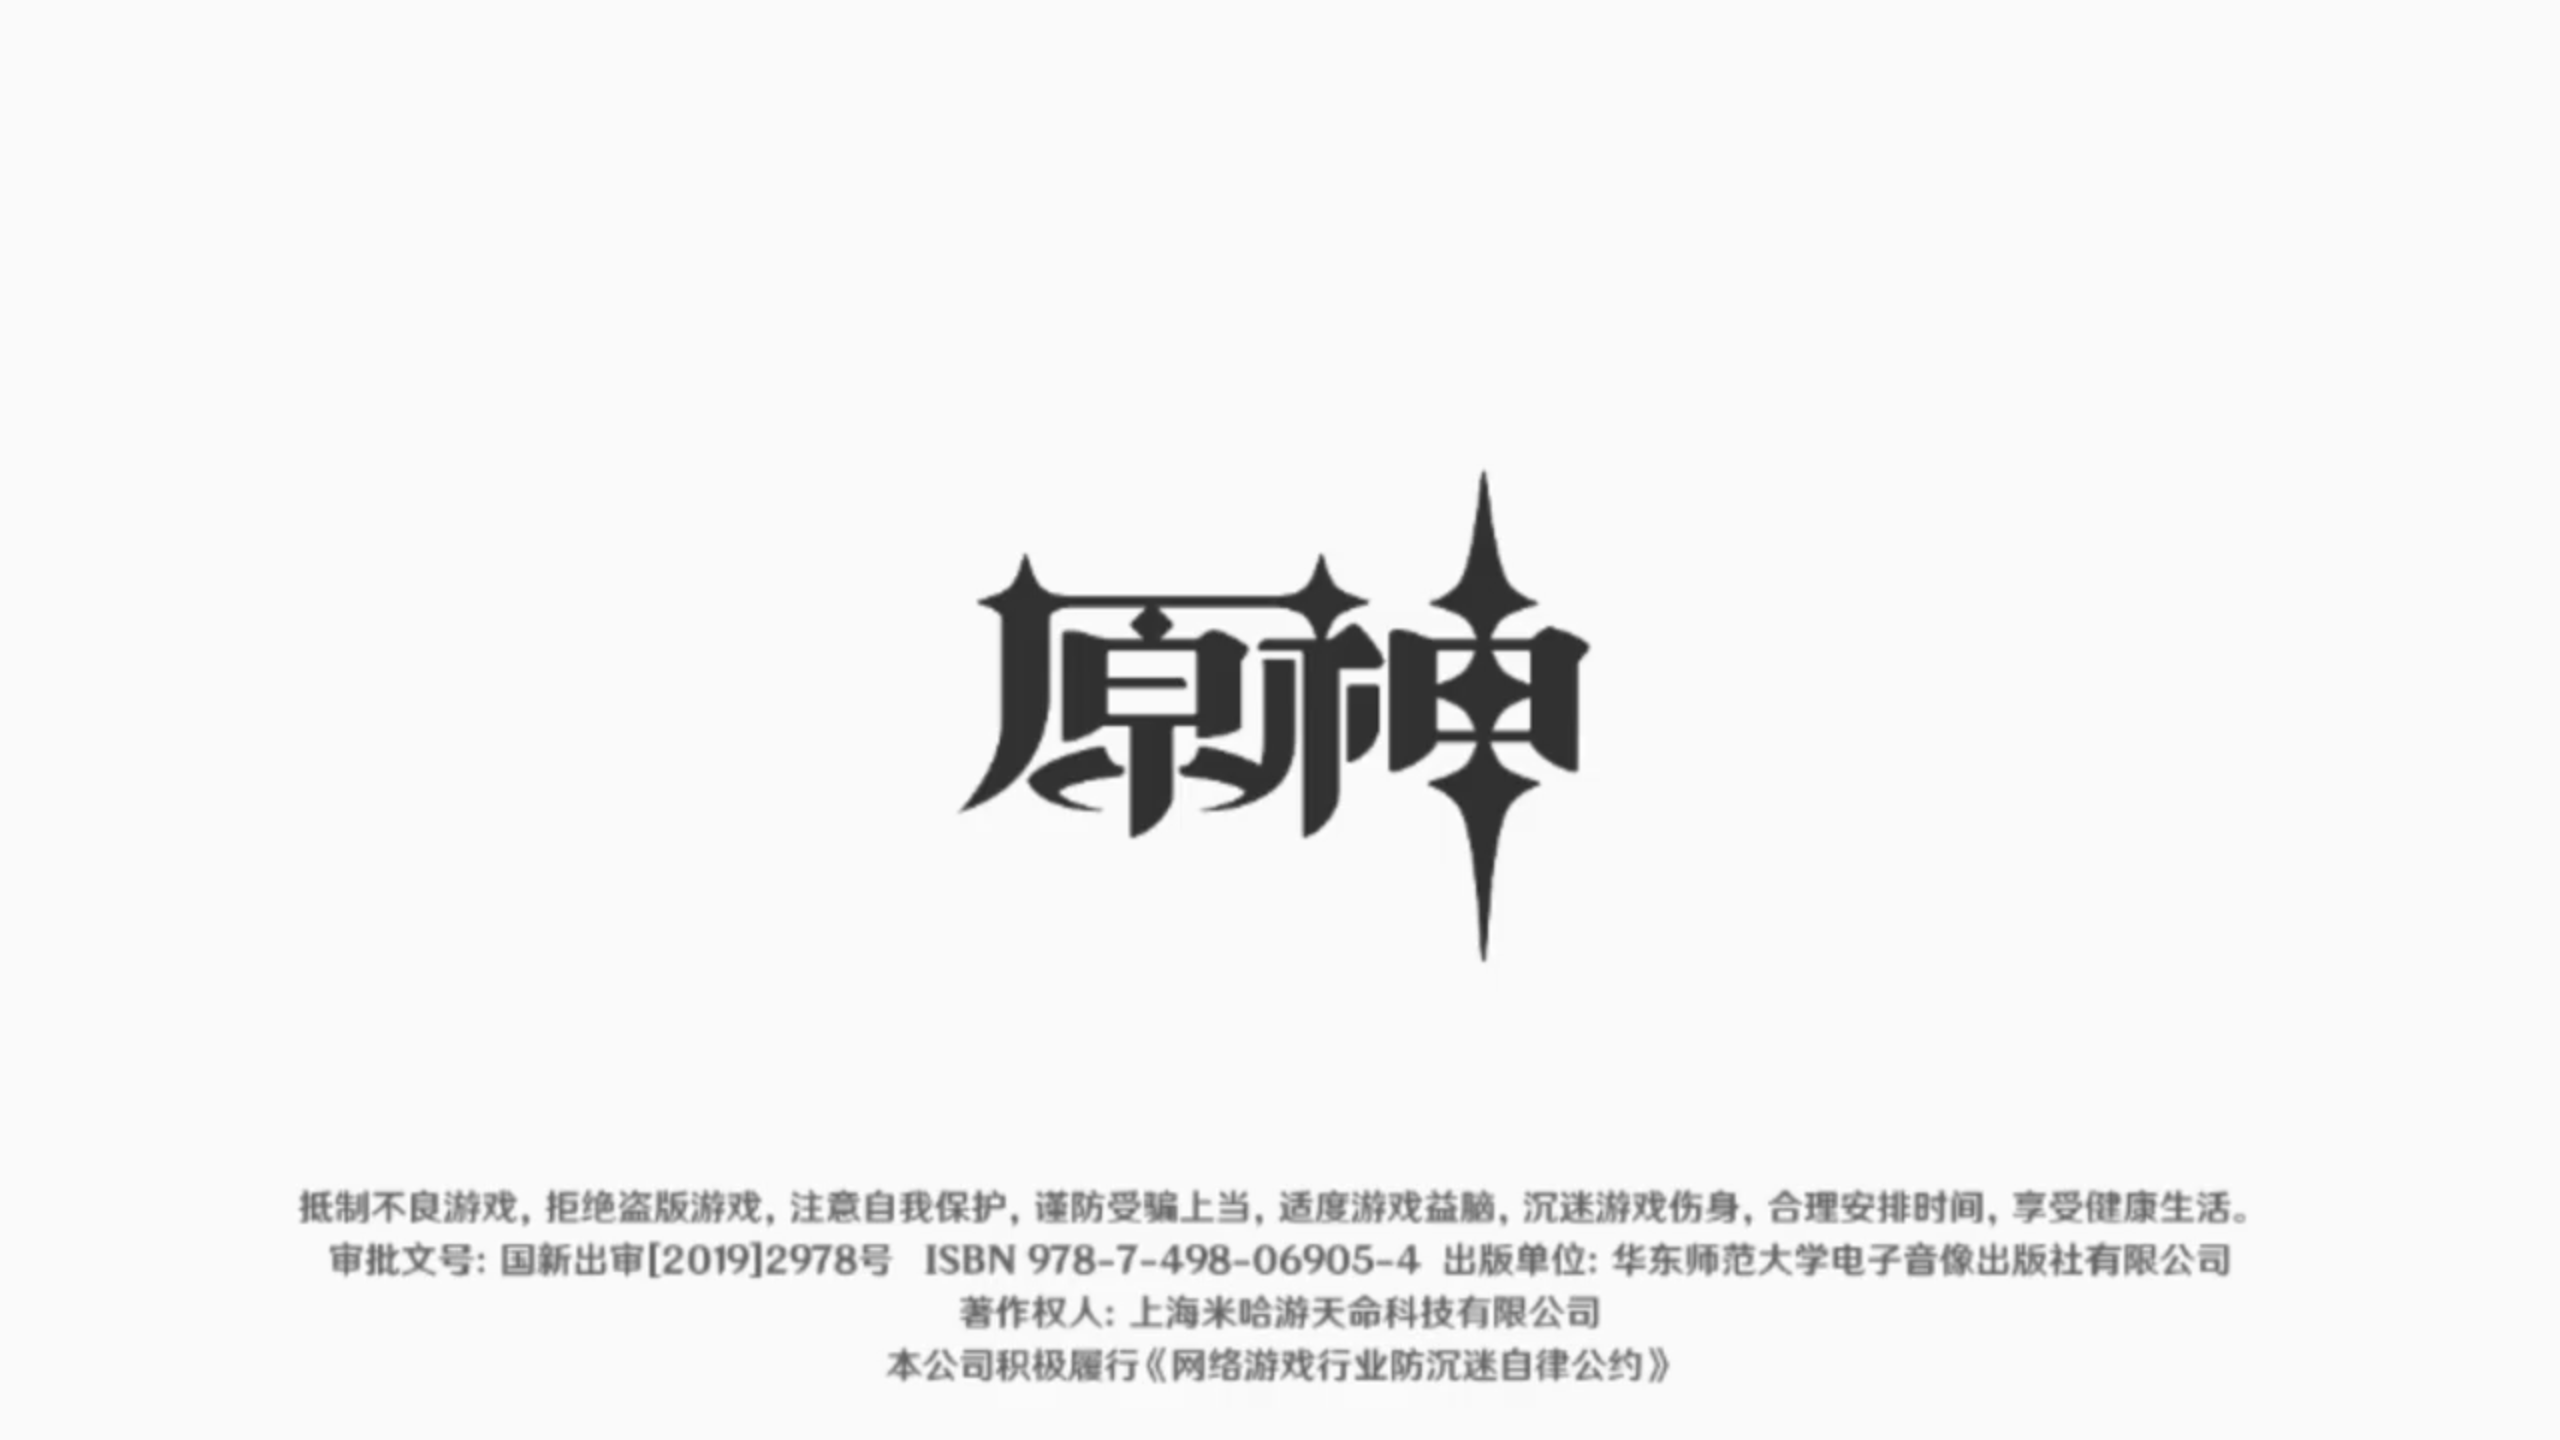 原神
抵制不良游戏, 拒绝盗版游戏, 注意自我保护, 谨防受骗上当, 适度游戏益脑, 沉迷游戏伤身, 合理安排时间, 享受健康生活。
审批文号: 国新出审[2019]2978号 ISBN 978-7-498-06905-4 出版单位: 华东师范大学电子音像出版社有限公司
著作权人: 上海米哈游天命科技有限公司
本公司积极履行《网络游戏行业防沉迷自律公约》